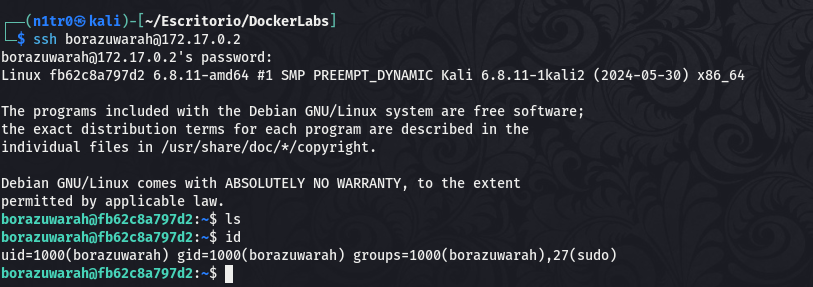 ┌──(n1tr0㉿kali)-[~/Escritorio/DockerLabs]
└─$ ssh borazuwarah@172.17.0.2
borazuwarah@172.17.0.2's password:
Linux fb62c8a797d2 6.8.11-amd64 #1 SMP PREEMPT_DYNAMIC Kali 6.8.11-1kali2 (2024-05-30) x86_64

The programs included with the Debian GNU/Linux system are free software;
the exact distribution terms for each program are described in the
individual files in /usr/share/doc/*/copyright.

Debian GNU/Linux comes with ABSOLUTELY NO WARRANTY, to the extent
permitted by applicable law.
borazuwarah@fb62c8a797d2:~$ ls
borazuwarah@fb62c8a797d2:~$ id
uid=1000(borazuwarah) gid=1000(borazuwarah) groups=1000(borazuwarah),27(sudo)
borazuwarah@fb62c8a797d2:~$